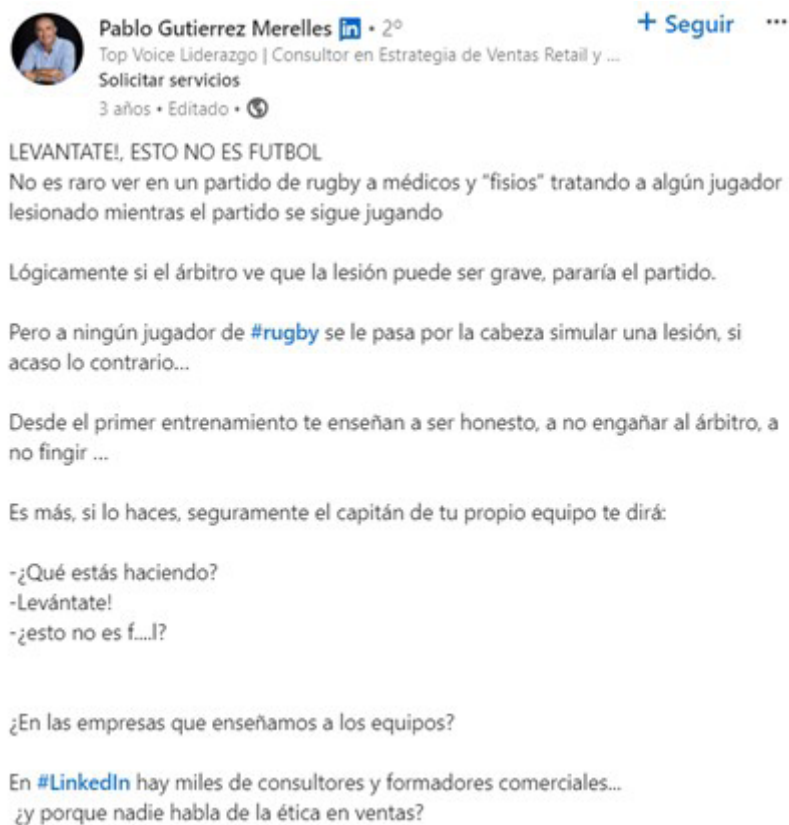 Pablo Gutierrez Merelles in • 2º
+ Seguir ...
Top Voice Liderazgo | Consultor en Estrategia de Ventas Retail y ...
Solicitar servicios
3 años • Editado •
LEVANTATE!, ESTO NO ES FUTBOL
No es raro ver en un partido de rugby a médicos y "fisios" tratando a algún jugador
lesionado mientras el partido se sigue jugando
Lógicamente si el árbitro ve que la lesión puede ser grave, pararía el partido.
Pero a ningún jugador de #rugby se le pasa por la cabeza simular una lesión, si
acaso lo contrario...
Desde el primer entrenamiento te enseñan a ser honesto, a no engañar al árbitro, a
no fingir ...
Es más, si lo haces, seguramente el capitán de tu propio equipo te dirá:
-¿Qué estás haciendo?
-Levántate!
-¿esto no es f....l?
¿En las empresas que enseñamos a los equipos?
En #LinkedIn hay miles de consultores y formadores comerciales...
¿y porque nadie habla de la ética en ventas?